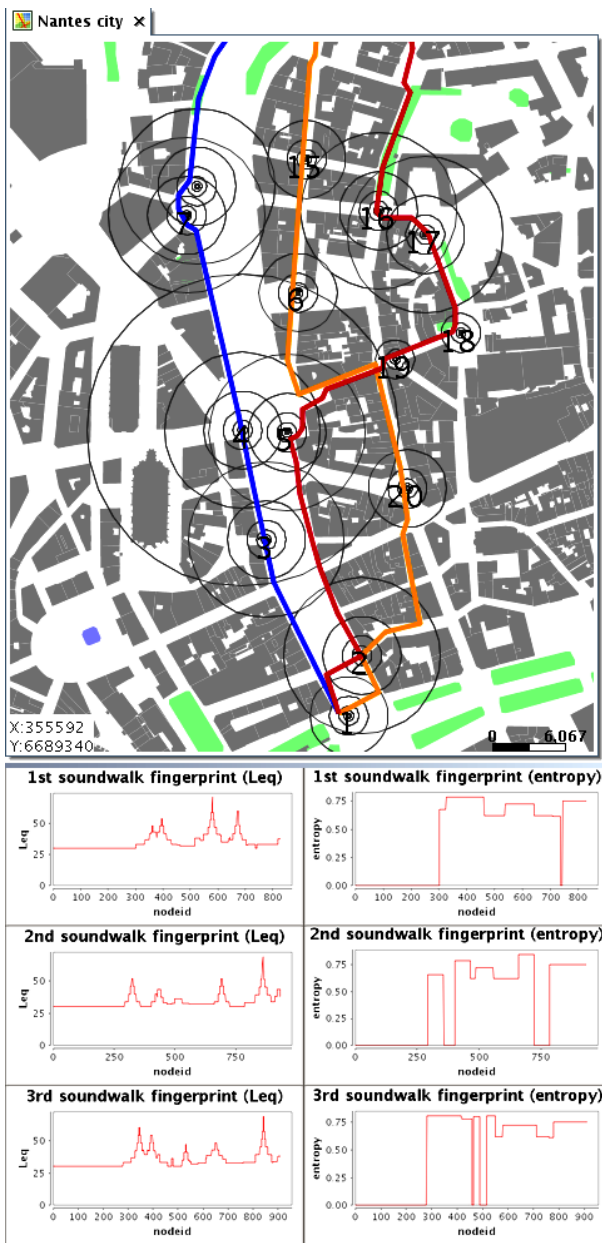 Nantes city ×
15
16
7
17
6
18
19
4
5
20
3
2
1
X:355592
Y:6689340
0 6,067
1st soundwalk fingerprint (Leq)
Leq
50
25
0
0 100 200 300 400 500 600 700 800
nodeid
1st soundwalk fingerprint (entropy)
entropy
0.75
0.50
0.25
0.00
0 100 200 300 400 500 600 700 800
nodeid
2nd soundwalk fingerprint (Leq)
Leq
50
25
0
0 250 500 750
nodeid
2nd soundwalk fingerprint (entropy)
entropy
0.75
0.50
0.25
0.00
0 250 500 750
nodeid
3rd soundwalk fingerprint (Leq)
Leq
50
25
0
0 100 200 300 400 500 600 700 800 900
nodeid
3rd soundwalk fingerprint (entropy)
entropy
0.75
0.50
0.25
0.00
0 100 200 300 400 500 600 700 800 900
nodeid